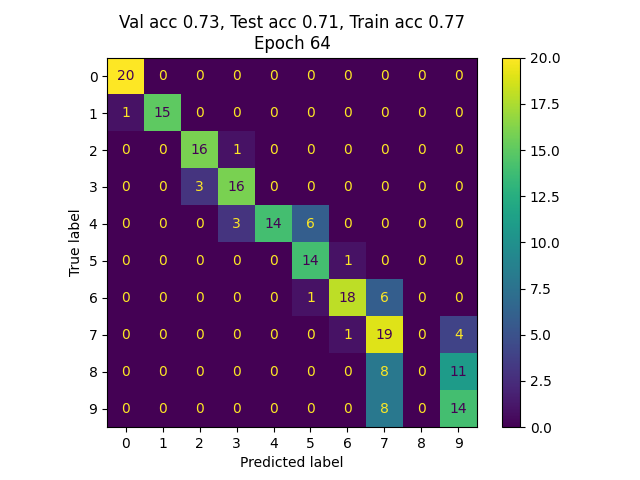 Val acc 0.73, Test acc 0.71, Train acc 0.77
Epoch 64
True label
0 20 0 0 0 0 0 0 0 0 0
1 1 15 0 0 0 0 0 0 0 0
2 0 0 16 1 0 0 0 0 0 0
3 0 0 3 16 0 0 0 0 0 0
4 0 0 0 3 14 6 0 0 0 0
5 0 0 0 0 0 14 1 0 0 0
6 0 0 0 0 0 1 18 6 0 0
7 0 0 0 0 0 0 1 19 0 4
8 0 0 0 0 0 0 0 8 0 11
9 0 0 0 0 0 0 0 8 0 14
0 1 2 3 4 5 6 7 8 9
Predicted label
20.0
17.5
15.0
12.5
10.0
7.5
5.0
2.5
0.0